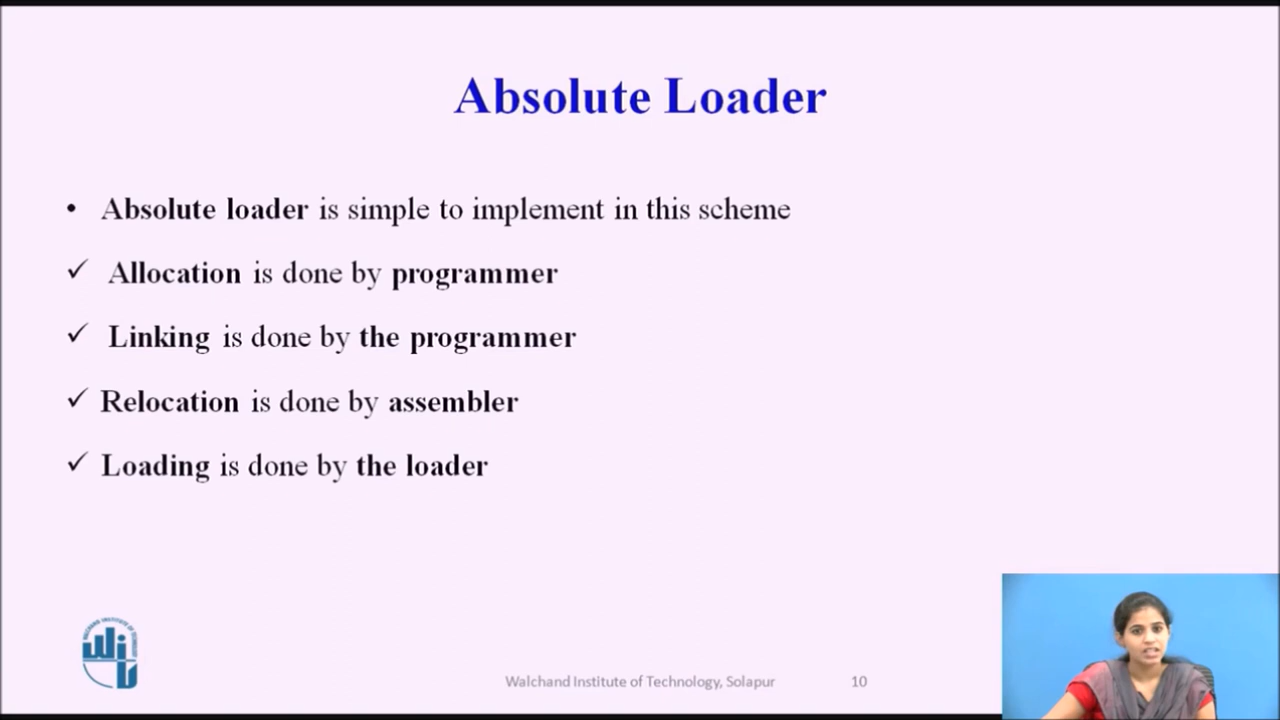 Absolute Loader
• Absolute loader is simple to implement in this scheme
✓ Allocation is done by programmer
✓ Linking is done by the programmer
✓ Relocation is done by assembler
✓ Loading is done by the loader
Walchand Institute of Technology, Solapur 10